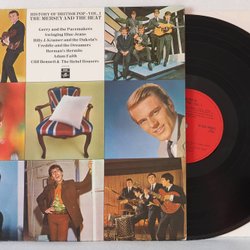 HISTORY OF BRITISH POP - VOL. 2
THE MERSEY AND THE BEAT
Gerry and the Pacemakers
Swinging Blue Jeans
Billy J. Kramer and the Dakotas
Freddie and the Dreamers
Herman's Hermits
Adam Faith
Cliff Bennett & The Rebel Rousers